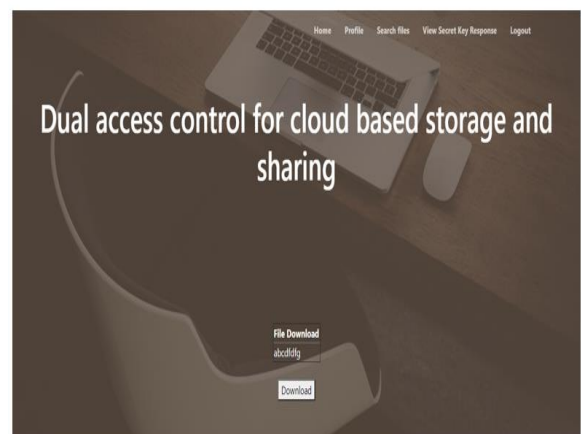 Home Profile Search files View Secret Key Response Logout
Dual access control for cloud based storage and
sharing
File Download
abcdfdfg
Download